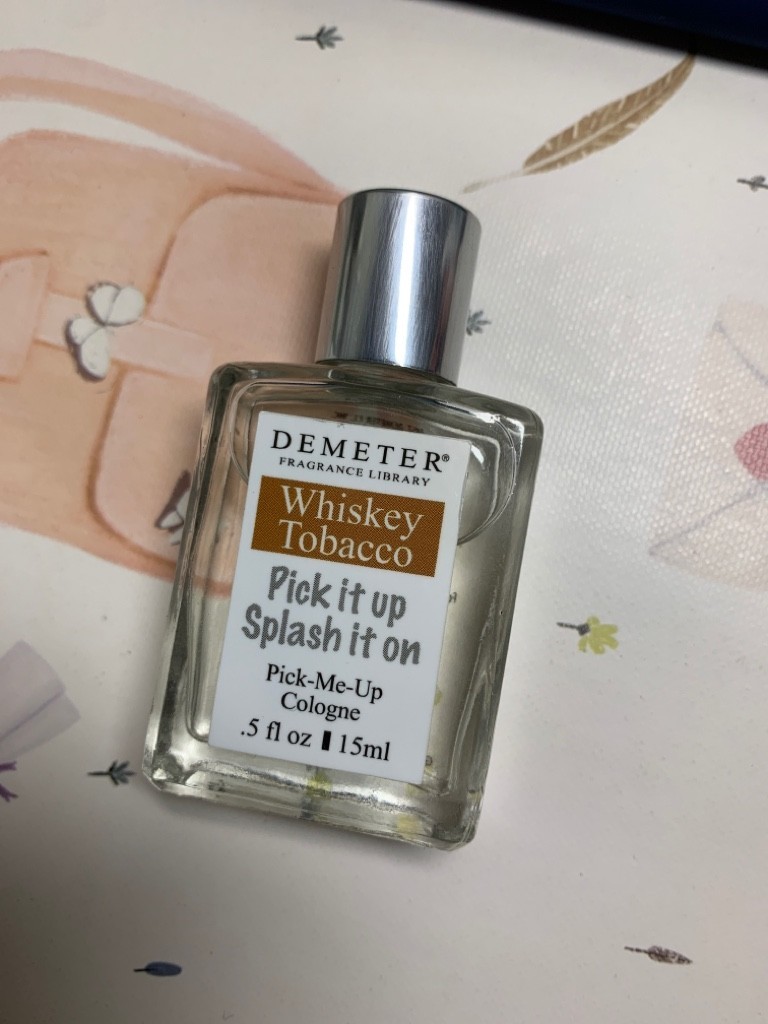 DEMETER®
FRAGRANCE LIBRARY
Whiskey
Tobacco
Pick it up
Splash it on
Pick-Me-Up
Cologne
.5 fl oz ▮ 15ml